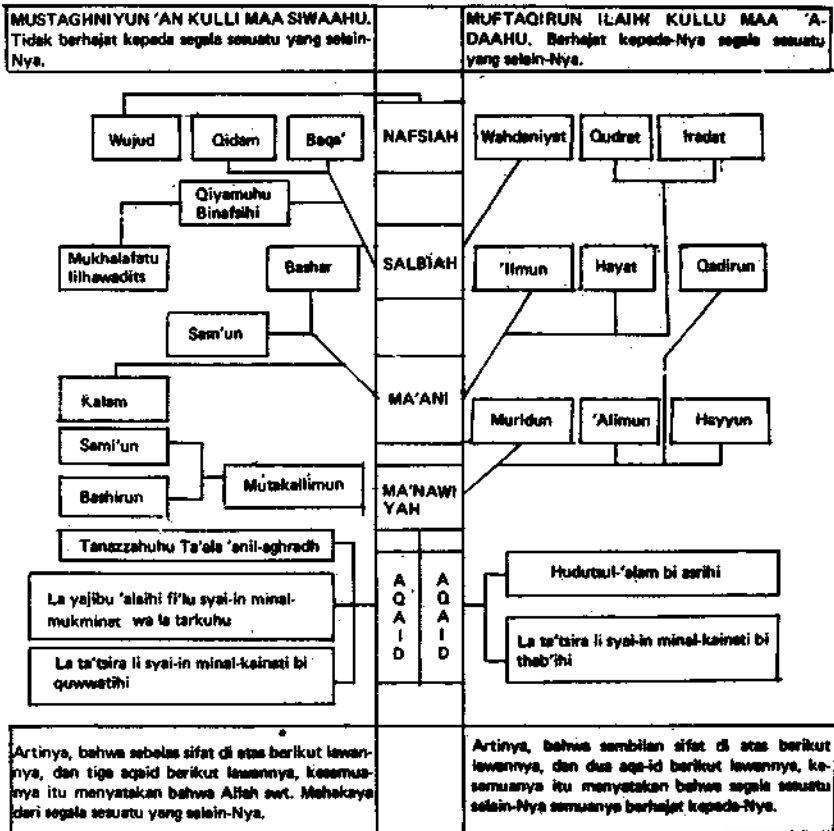 MUSTAGHNIYUN 'AN KULLI MAA SIWAAHU.
Tidak berhajat kepada segala sesuatu yang selain-
Nya.
MUFTAQIRUN ILAIHI KULLU MAA 'A-
DAAHU. Berhajat kepada-Nya segala sesuatu
yang selain-Nya.
Wujud
Qidam
Baqa'
NAFSIAH
Wahdaniyat
Qudrat
Iradat
Qiyamuhu
Binafsihi
Mukhalafatu
lilhawadits
Bashar
SALBIAH
'Ilmun
Hayat
Qadirun
Sam'un
Kalam
MA'ANI
Muridun
'Alimun
Hayyun
Sami'un
Bashirun
Mutakallimun
MA'NAWI
YAH
Tanazzahuhu Ta'ala 'anil-aghradh
La yajibu 'alaihi fi'lu syai-in minal-
mukminat wa la tarkuhu
La ta'tsira li syai-in minal-kainati bi
quwwatihi
AQAID
AQAID
Hudutsul-'alam bi asrihi
La ta'tsira li syai-in minal-kainati bi
thab'ihi
Artinya, bahwa sebelas sifat di atas berikut lawan-
nya, dan tiga aqaid berikut lawannya, kesemua-
nya itu menyatakan bahwa Allah swt. Mahakaya
dari segala sesuatu yang selain-Nya.
Artinya, bahwa sembilan sifat di atas berikut
lawannya, dan dua aqa-id berikut lawannya, ke-
semuanya itu menyatakan bahwa segala sesuatu
selain-Nya semuanya berhajat kepada-Nya.